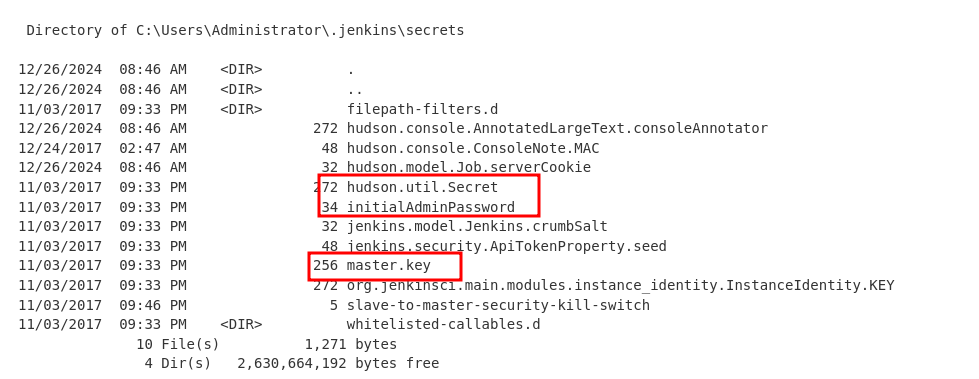 Directory of C:\Users\Administrator\.jenkins\secrets
12/26/2024  08:46 AM    <DIR>          .
12/26/2024  08:46 AM    <DIR>          ..
11/03/2017  09:33 PM    <DIR>          filepath-filters.d
12/26/2024  08:46 AM               272 hudson.console.AnnotatedLargeText.consoleAnnotator
12/24/2017  02:47 AM                48 hudson.console.ConsoleNote.MAC
12/26/2024  08:46 AM                32 hudson.model.Job.serverCookie
11/03/2017  09:33 PM               272 hudson.util.Secret
11/03/2017  09:33 PM                34 initialAdminPassword
11/03/2017  09:33 PM                32 jenkins.model.Jenkins.crumbSalt
11/03/2017  09:33 PM                48 jenkins.security.ApiTokenProperty.seed
11/03/2017  09:33 PM               256 master.key
11/03/2017  09:33 PM               272 org.jenkinsci.main.modules.instance_identity.InstanceIdentity.KEY
11/03/2017  09:46 PM                 5 slave-to-master-security-kill-switch
11/03/2017  09:33 PM    <DIR>          whitelisted-callables.d
              10 File(s)          1,271 bytes
               4 Dir(s)   2,630,664,192 bytes free